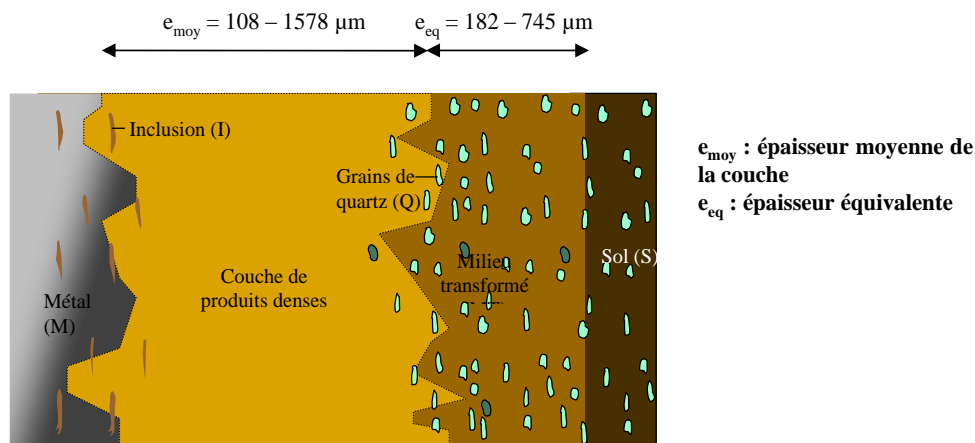 e_moy = 108 – 1578 µm
e_eq = 182 – 745 µm
Inclusion (I)
Grains de
quartz (Q)
Couche de
produits denses
Métal
(M)
Milieu
transformé
Sol (S)
e_moy : épaisseur moyenne de
la couche
e_eq : épaisseur équivalente